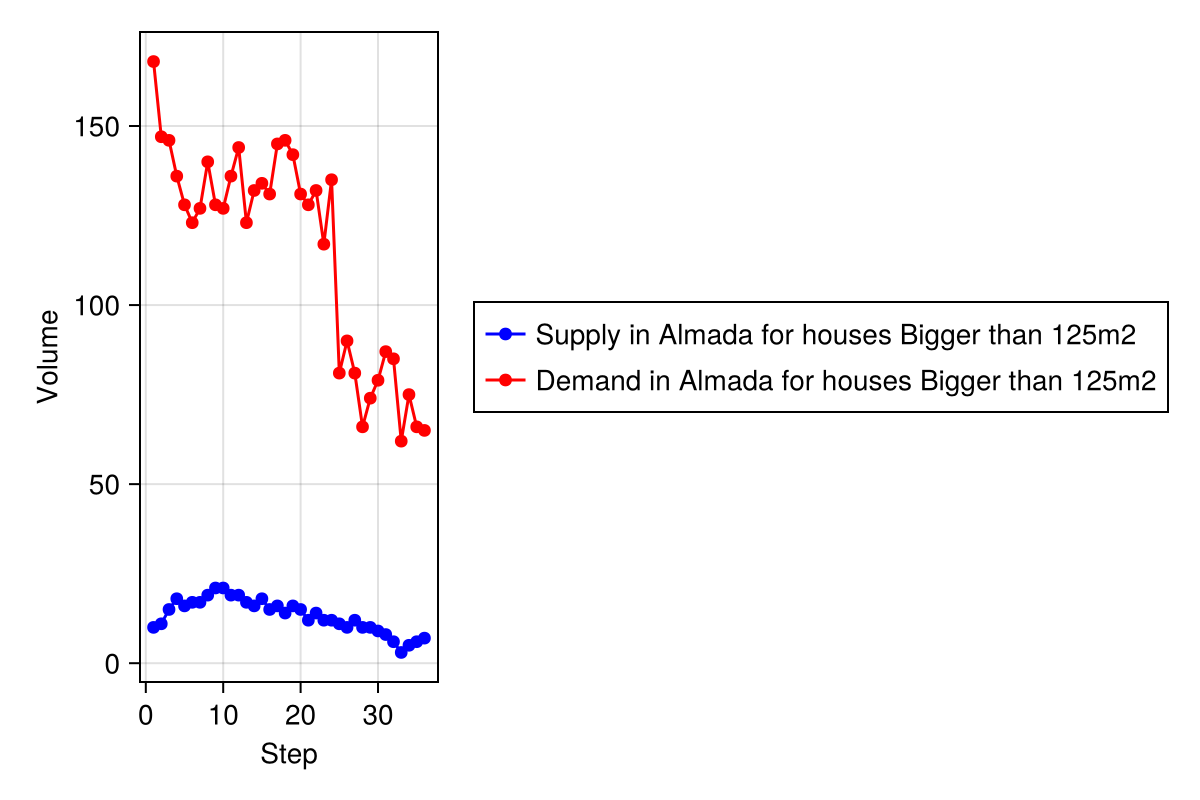 Volume
150
100
50
0
0 10 20 30
Step
Supply in Almada for houses Bigger than 125m2
Demand in Almada for houses Bigger than 125m2